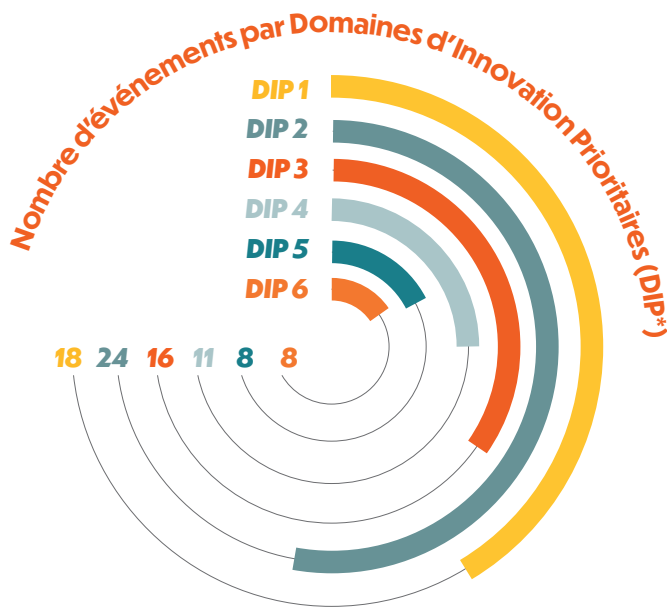 Nombre d'événements par Domaines d'Innovation Prioritaires (DIP*)
DIP 1
DIP 2
DIP 3
DIP 4
DIP 5
DIP 6
18 24 16 11 8 8